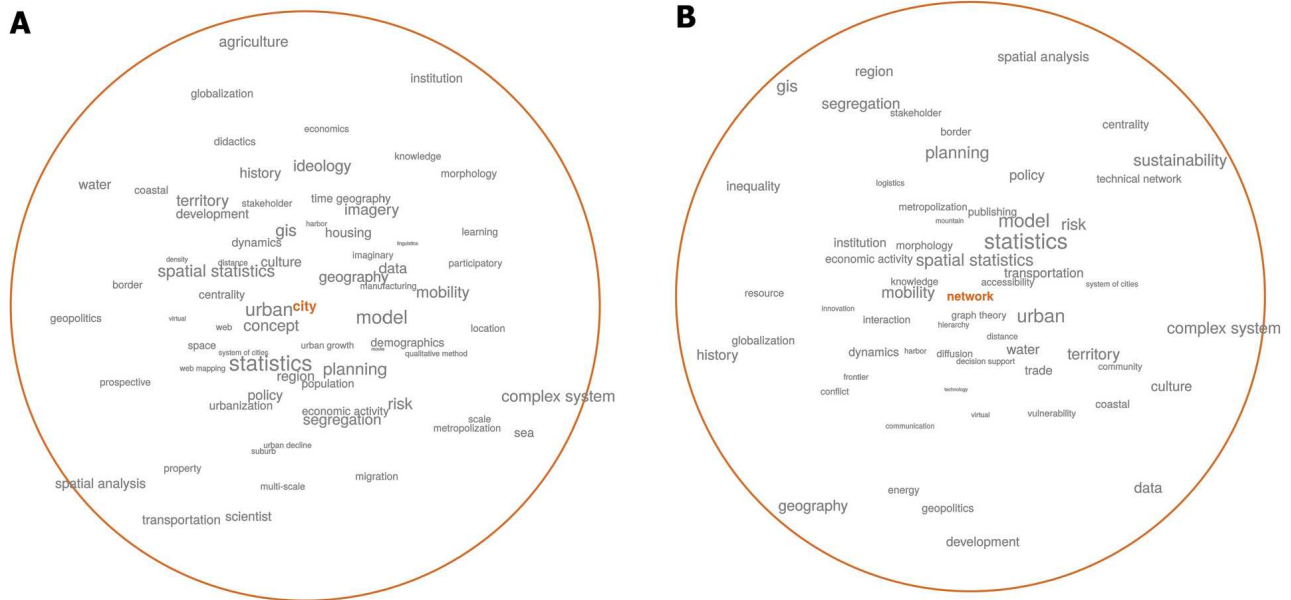 A
agriculture
institution
globalization
economics
didactics
knowledge
ideology
history
morphology
water
coastal
territory
stakeholder
time geography
development
imagery
harbor
gis
housing
learning
dynamics
linguistics
imaginary
density
distance
culture
data
participatory
spatial statistics
geography
border
manufacturing
mobility
centrality
urban
city
geopolitics
virtual
web
concept
model
location
space
urban growth
demographics
system of cities
qualitative method
web mapping
statistics
planning
region
prospective
population
policy
complex system
urbanization
economic activity
risk
segregation
scale
metropolization
sea
urban decline
suburb
property
migration
spatial analysis
multi-scale
transportation
scientist
B
spatial analysis
region
gis
segregation
stakeholder
centrality
border
planning
sustainability
policy
technical network
inequality
logistics
metropolization
publishing
mountain
model
risk
institution
morphology
statistics
economic activity
spatial statistics
transportation
knowledge
accessibility
system of cities
resource
mobility
network
innovation
interaction
graph theory
urban
hierarchy
complex system
globalization
distance
history
dynamics
harbor
diffusion
water
territory
decision support
trade
community
frontier
conflict
technology
culture
coastal
virtual
vulnerability
communication
energy
data
geography
geopolitics
development